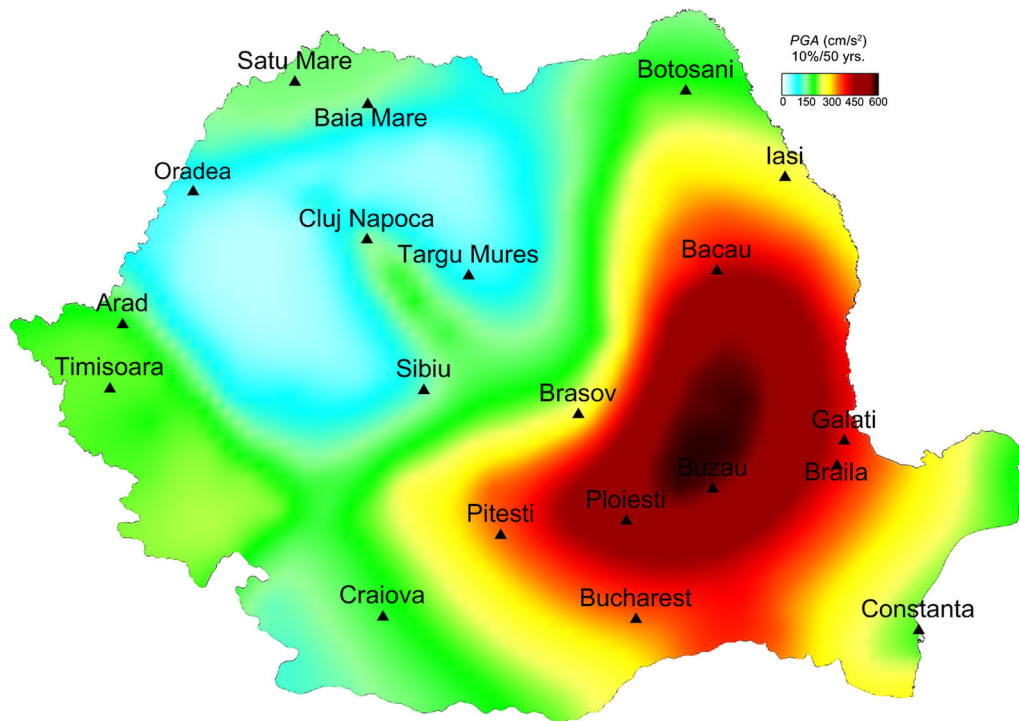 PGA (cm/s²)
10%/50 yrs.
0 150 300 450 600
Satu Mare
Botosani
Baia Mare
Iasi
Oradea
Cluj Napoca
Targu Mures
Bacau
Arad
Timisoara
Sibiu
Brasov
Galati
Buzau
Braila
Ploiesti
Pitesti
Craiova
Bucharest
Constanta